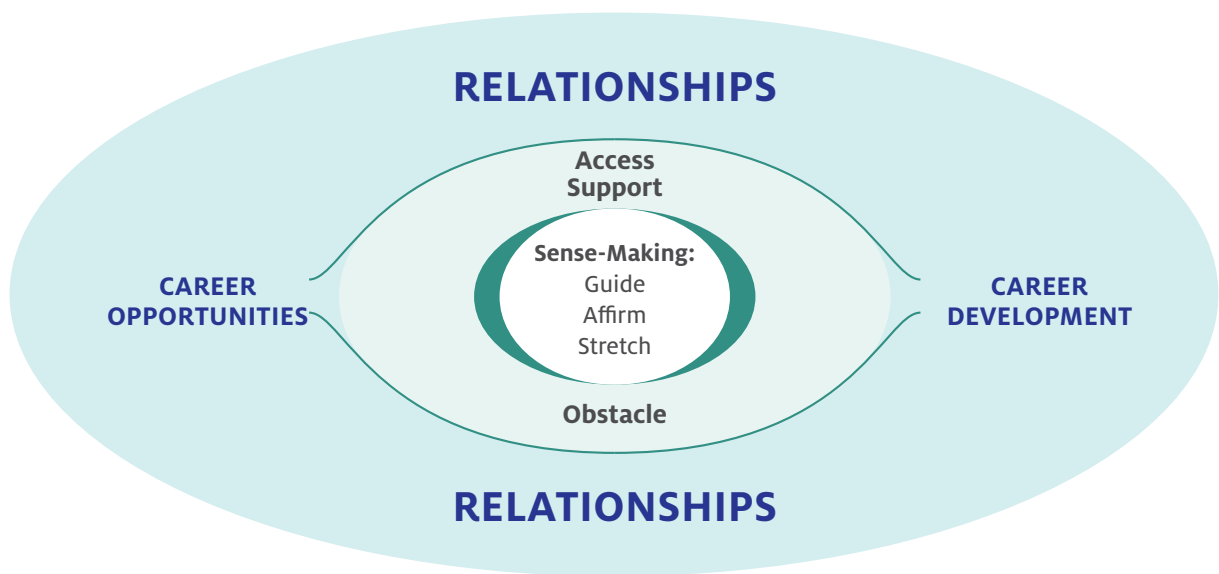 RELATIONSHIPS
Access
Support
Sense-Making:
Guide
Affirm
Stretch
CAREER
OPPORTUNITIES
CAREER
DEVELOPMENT
Obstacle
RELATIONSHIPS